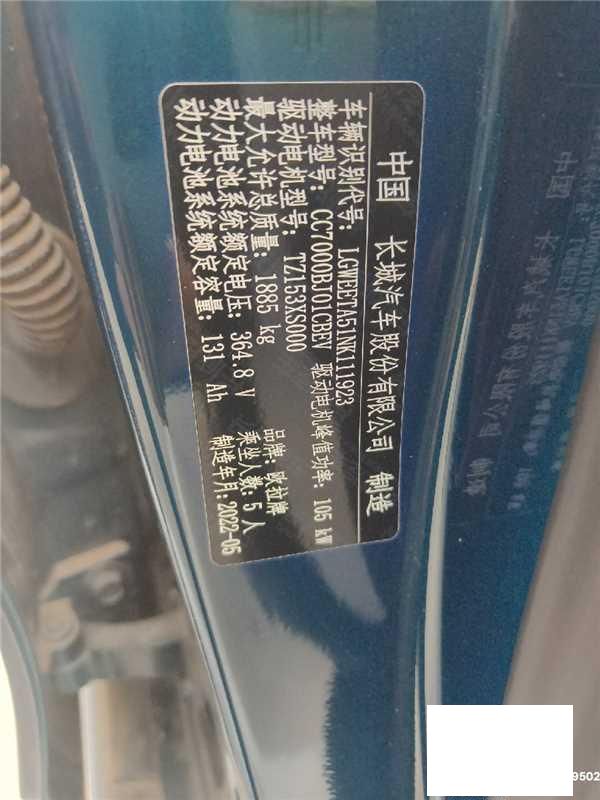 中国 长城汽车股份有限公司 制造
车辆识别代号: LGWEETA51NK111923
整车型号: CC7000BJ01CBEV 驱动电机峰值功率: 105 kW
驱动电机型号: TZ153XS000
最大允许总质量: 1885 kg 品牌: 欧拉牌
动力电池系统电压: 364.8 V 乘坐人数: 5 人
动力电池系统容量: 131 Ah 制造年月: 2022-05
9502